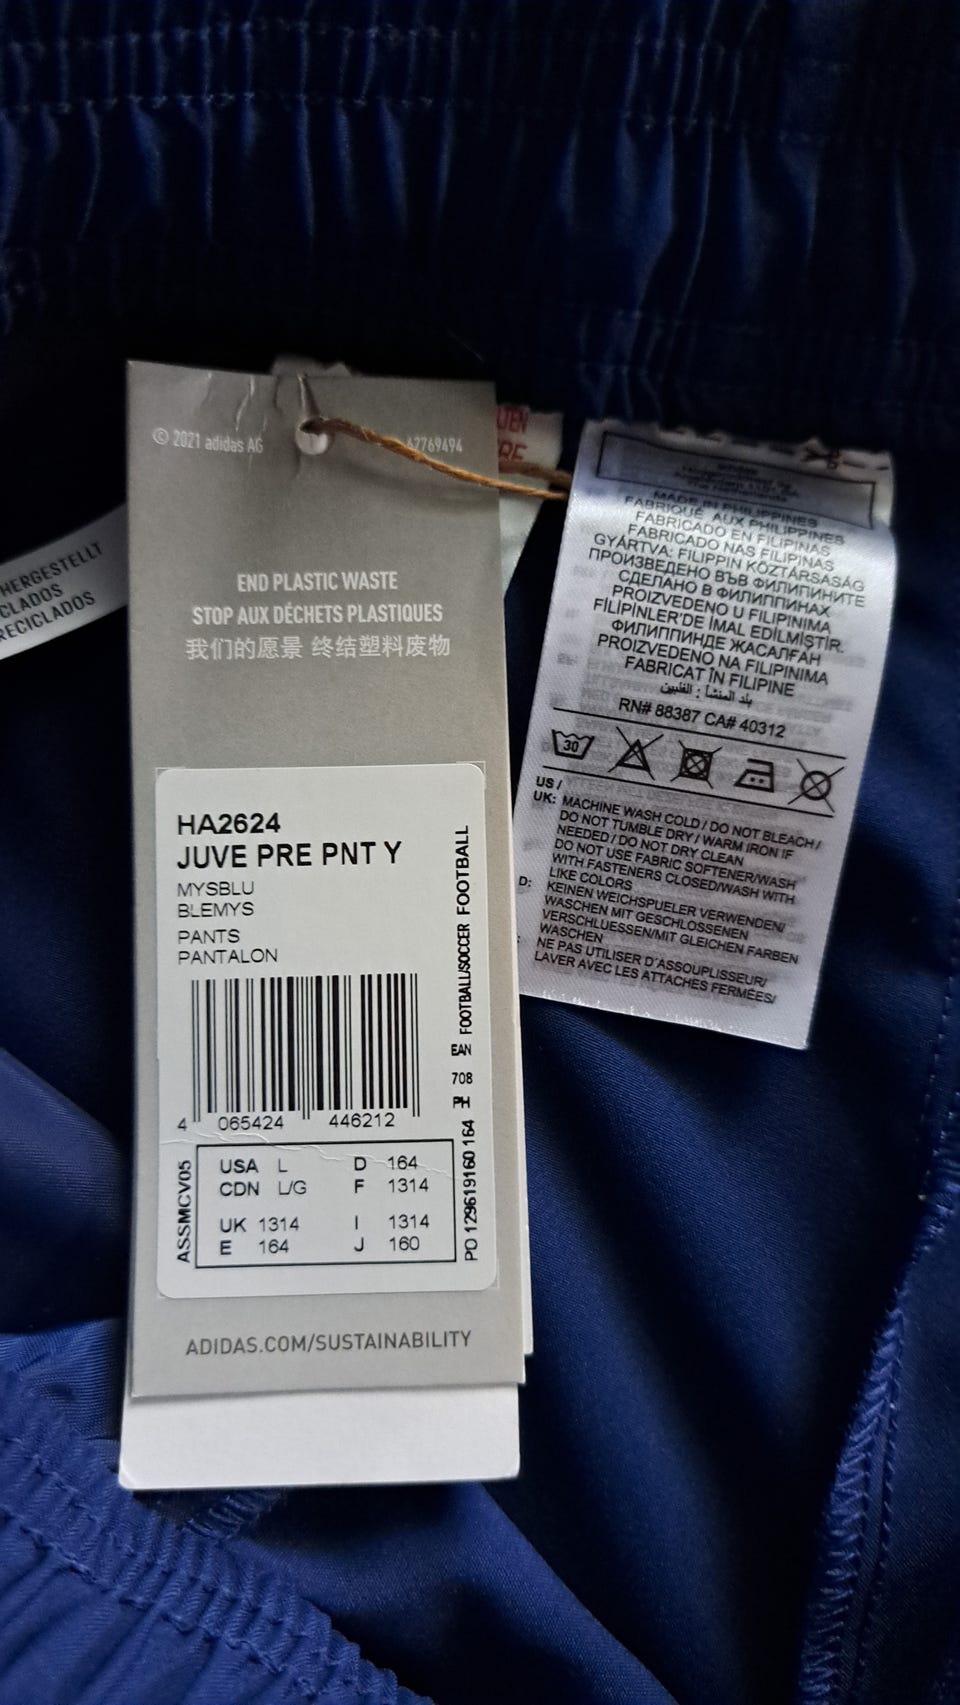 © 2021 adidas AG
62769494
END PLASTIC WASTE
STOP AUX DÉCHETS PLASTIQUES
我们的愿景 终结塑料废物
HA2624
JUVE PRE PNT Y
MYSBLU
BLEMYS
PANTS
PANTALON
FOOTBALL/SOCCER FOOTBALL
EAN
708
PH
4 065424 446212
ASSMCV05
USA L D 164
CDN L/G F 1314
UK 1314 I 1314
E 164 J 160
PO 129619160 164
ADIDAS.COM/SUSTAINABILITY
HERGESTELLT
CLADOS
RECICLADOS
The Netherlands
MADE IN PHILIPPINES
FABRIQUÉ AUX PHILIPPINES
FABRICADO EN FILIPINAS
FABRICADO NAS FILIPINAS
GYÁRTVA: FILIPPIN KÖZTÁRSASÁG
ПРОИЗВЕДЕНО ВЪВ ФИЛИПИНИТЕ
СДЕЛАНО В ФИЛИППИНАХ
PROIZVEDENO U FILIPINIMA
FİLİPİNLER'DE İMAL EDİLMİŞTİR.
ФИЛИППИНДЕ ЖАСАЛҒАН
PROIZVEDENO NA FILIPINIMA
FABRICAT ÎN FILIPINE
بلد المنشأ : الفلبين
RN# 88387 CA# 40312
30
US /
UK: MACHINE WASH COLD / DO NOT BLEACH /
DO NOT TUMBLE DRY / WARM IRON IF
NEEDED / DO NOT DRY CLEAN
DO NOT USE FABRIC SOFTENER/WASH
WITH FASTENERS CLOSED/WASH WITH
LIKE COLORS
D: KEINEN WEICHSPUELER VERWENDEN/
WASCHEN MIT GESCHLOSSENEN
VERSCHLUESSEN/MIT GLEICHEN FARBEN
WASCHEN
NE PAS UTILISER D'ASSOUPLISSEUR/
LAVER AVEC LES ATTACHES FERMÉES/